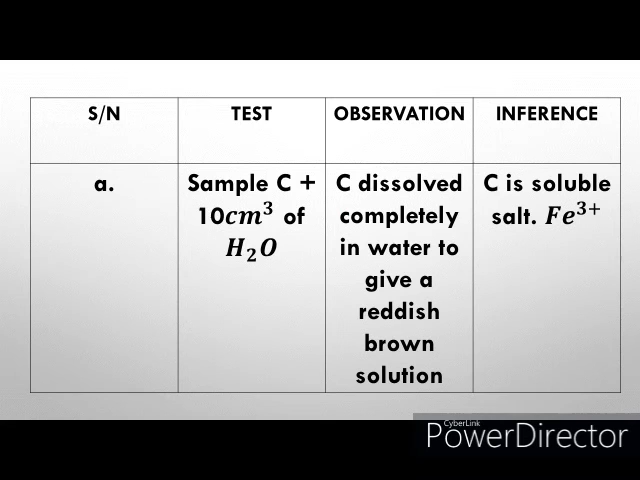 S/N TEST OBSERVATION INFERENCE
a. Sample C + C dissolved C is soluble
10cm³ of completely salt. Fe³⁺
H₂O in water to
give a
reddish
brown
solution
CyberLink
PowerDirector